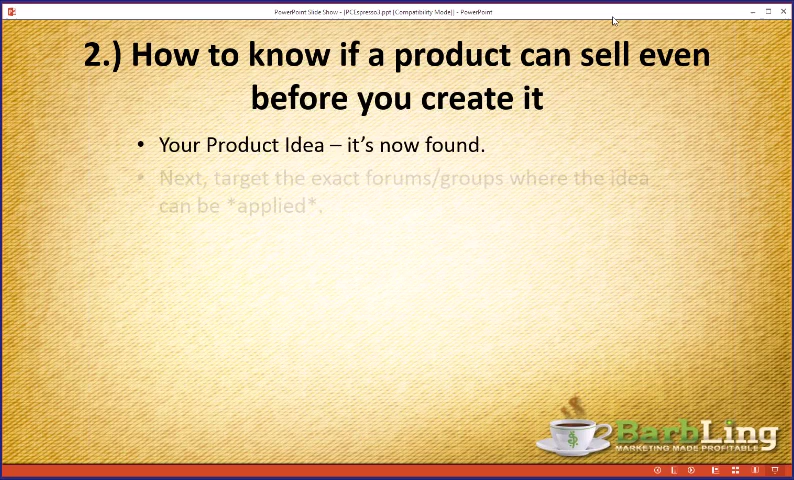 PowerPoint Slide Show - [PCEspresso3.ppt [Compatibility Mode]] - PowerPoint
2.) How to know if a product can sell even
before you create it
• Your Product Idea – it's now found.
• Next, target the exact forums/groups where the idea
can be *applied*.
$
BarbLing
MARKETING MADE PROFITABLE